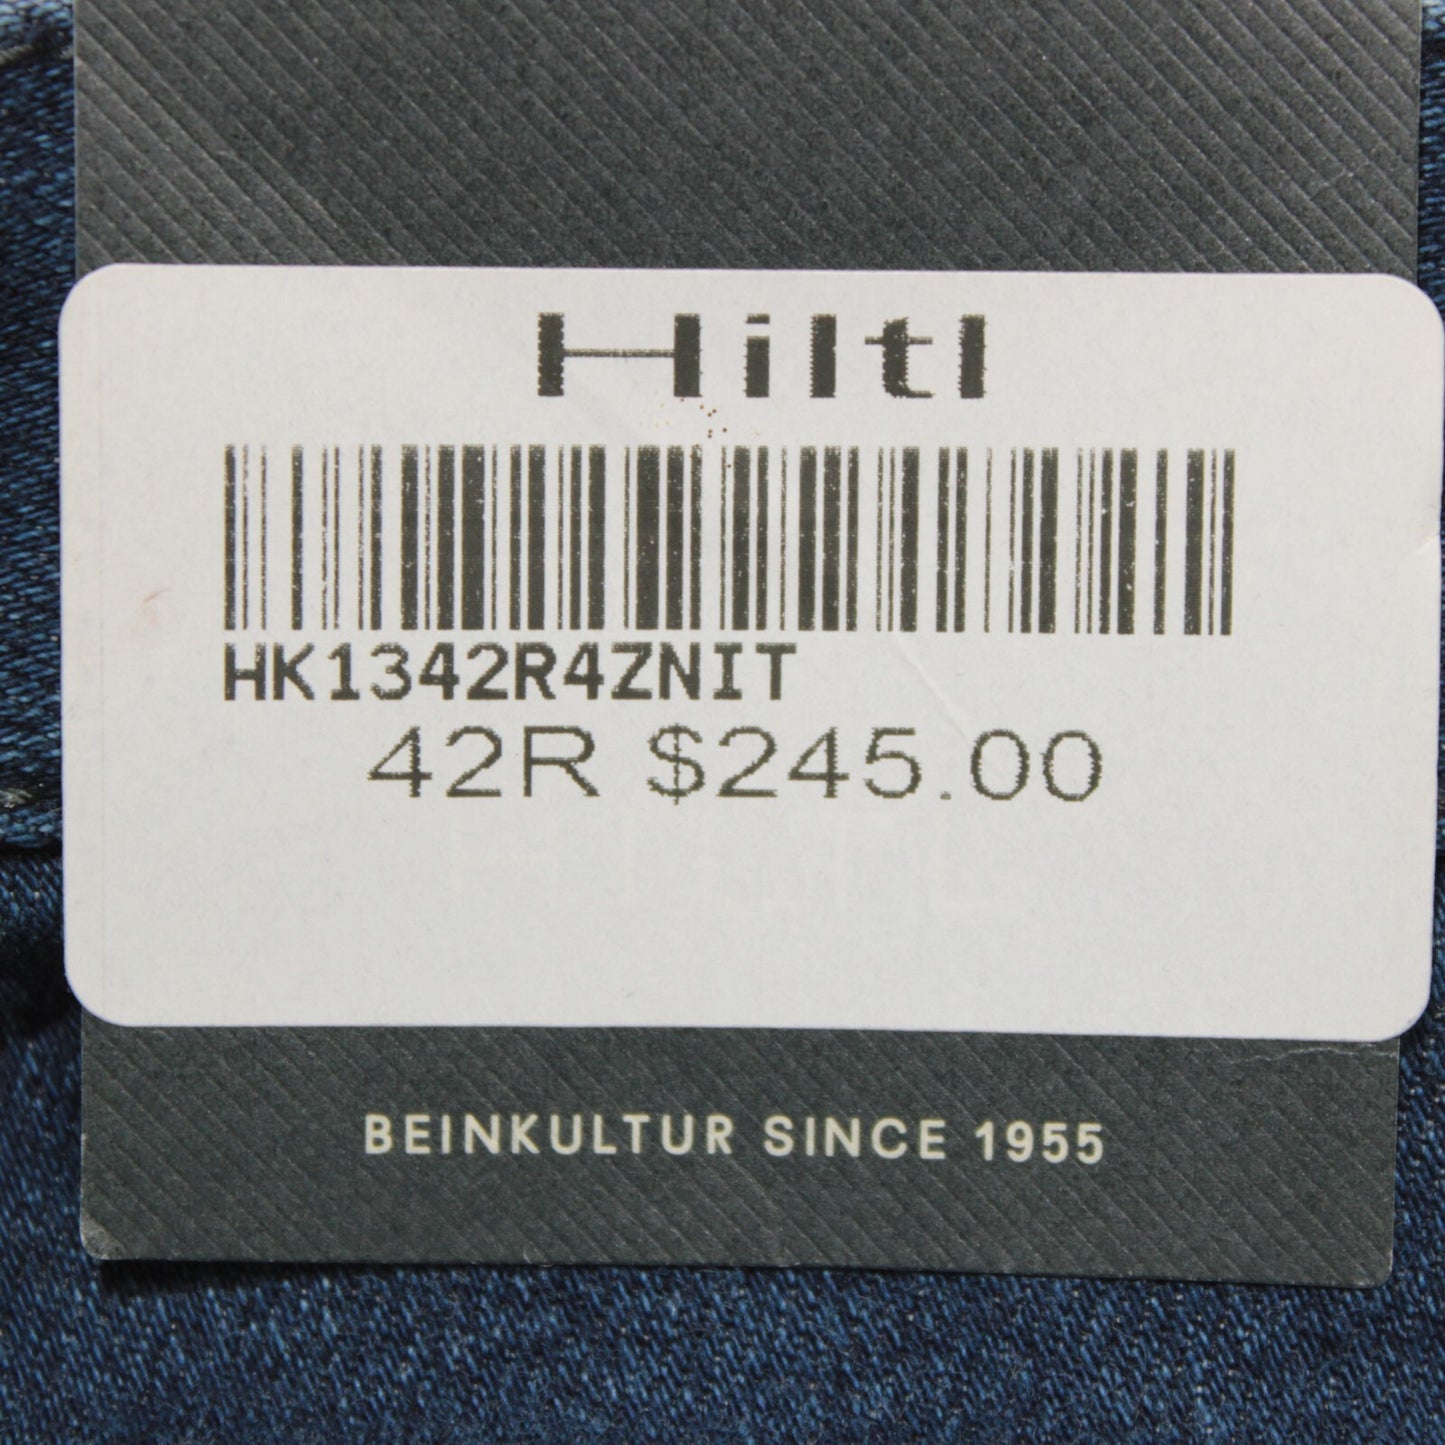 Hiltl
HK1342R4ZNIT
42R $245.00
BEINKULTUR SINCE 1955